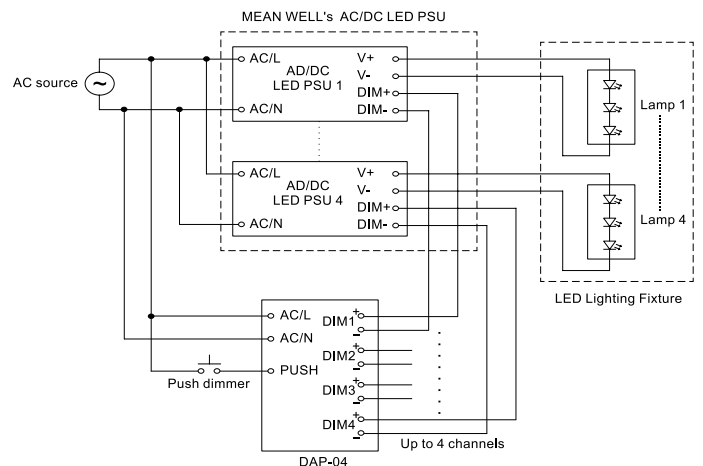 MEAN WELL's AC/DC LED PSU
AC source
~
AC/L
AC/N
AD/DC
LED PSU 1
V+
V-
DIM+
DIM-
Lamp 1
AC/L
AC/N
AD/DC
LED PSU 4
V+
V-
DIM+
DIM-
Lamp 4
LED Lighting Fixture
AC/L
AC/N
PUSH
Push dimmer
DIM1 + -
DIM2 + -
DIM3 + -
DIM4 + -
Up to 4 channels
DAP-04